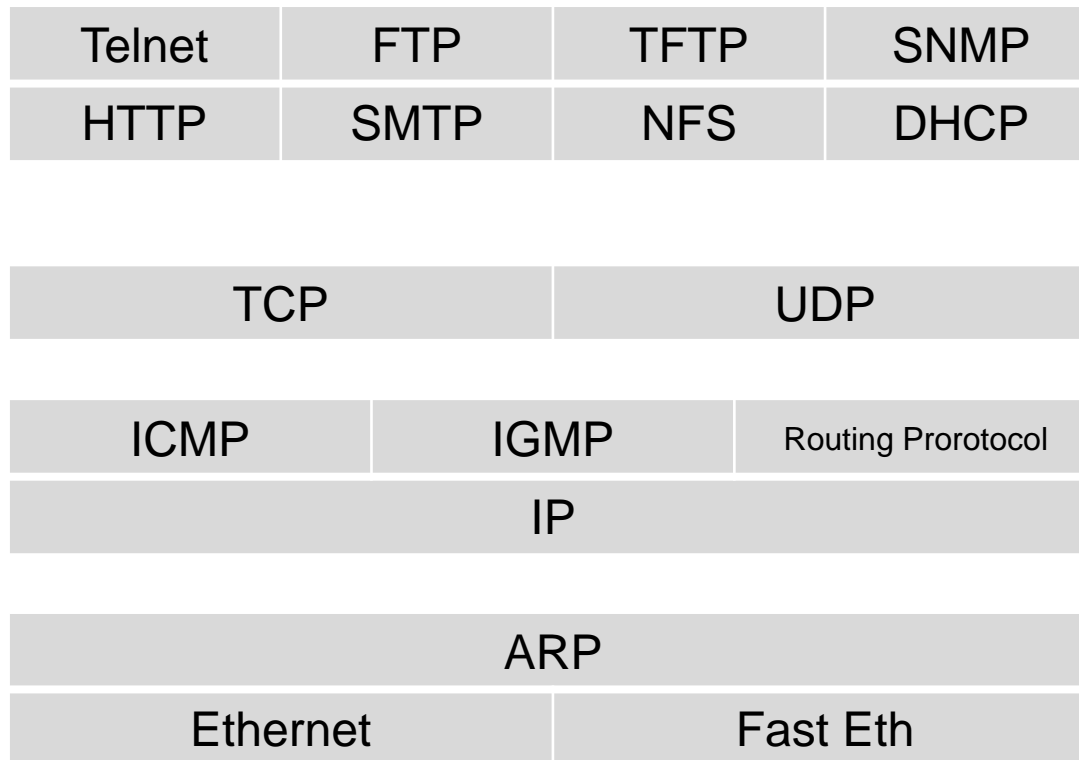 Telnet FTP TFTP SNMP
HTTP SMTP NFS DHCP
TCP UDP
ICMP IGMP Routing Prorotocol
IP
ARP
Ethernet Fast Eth